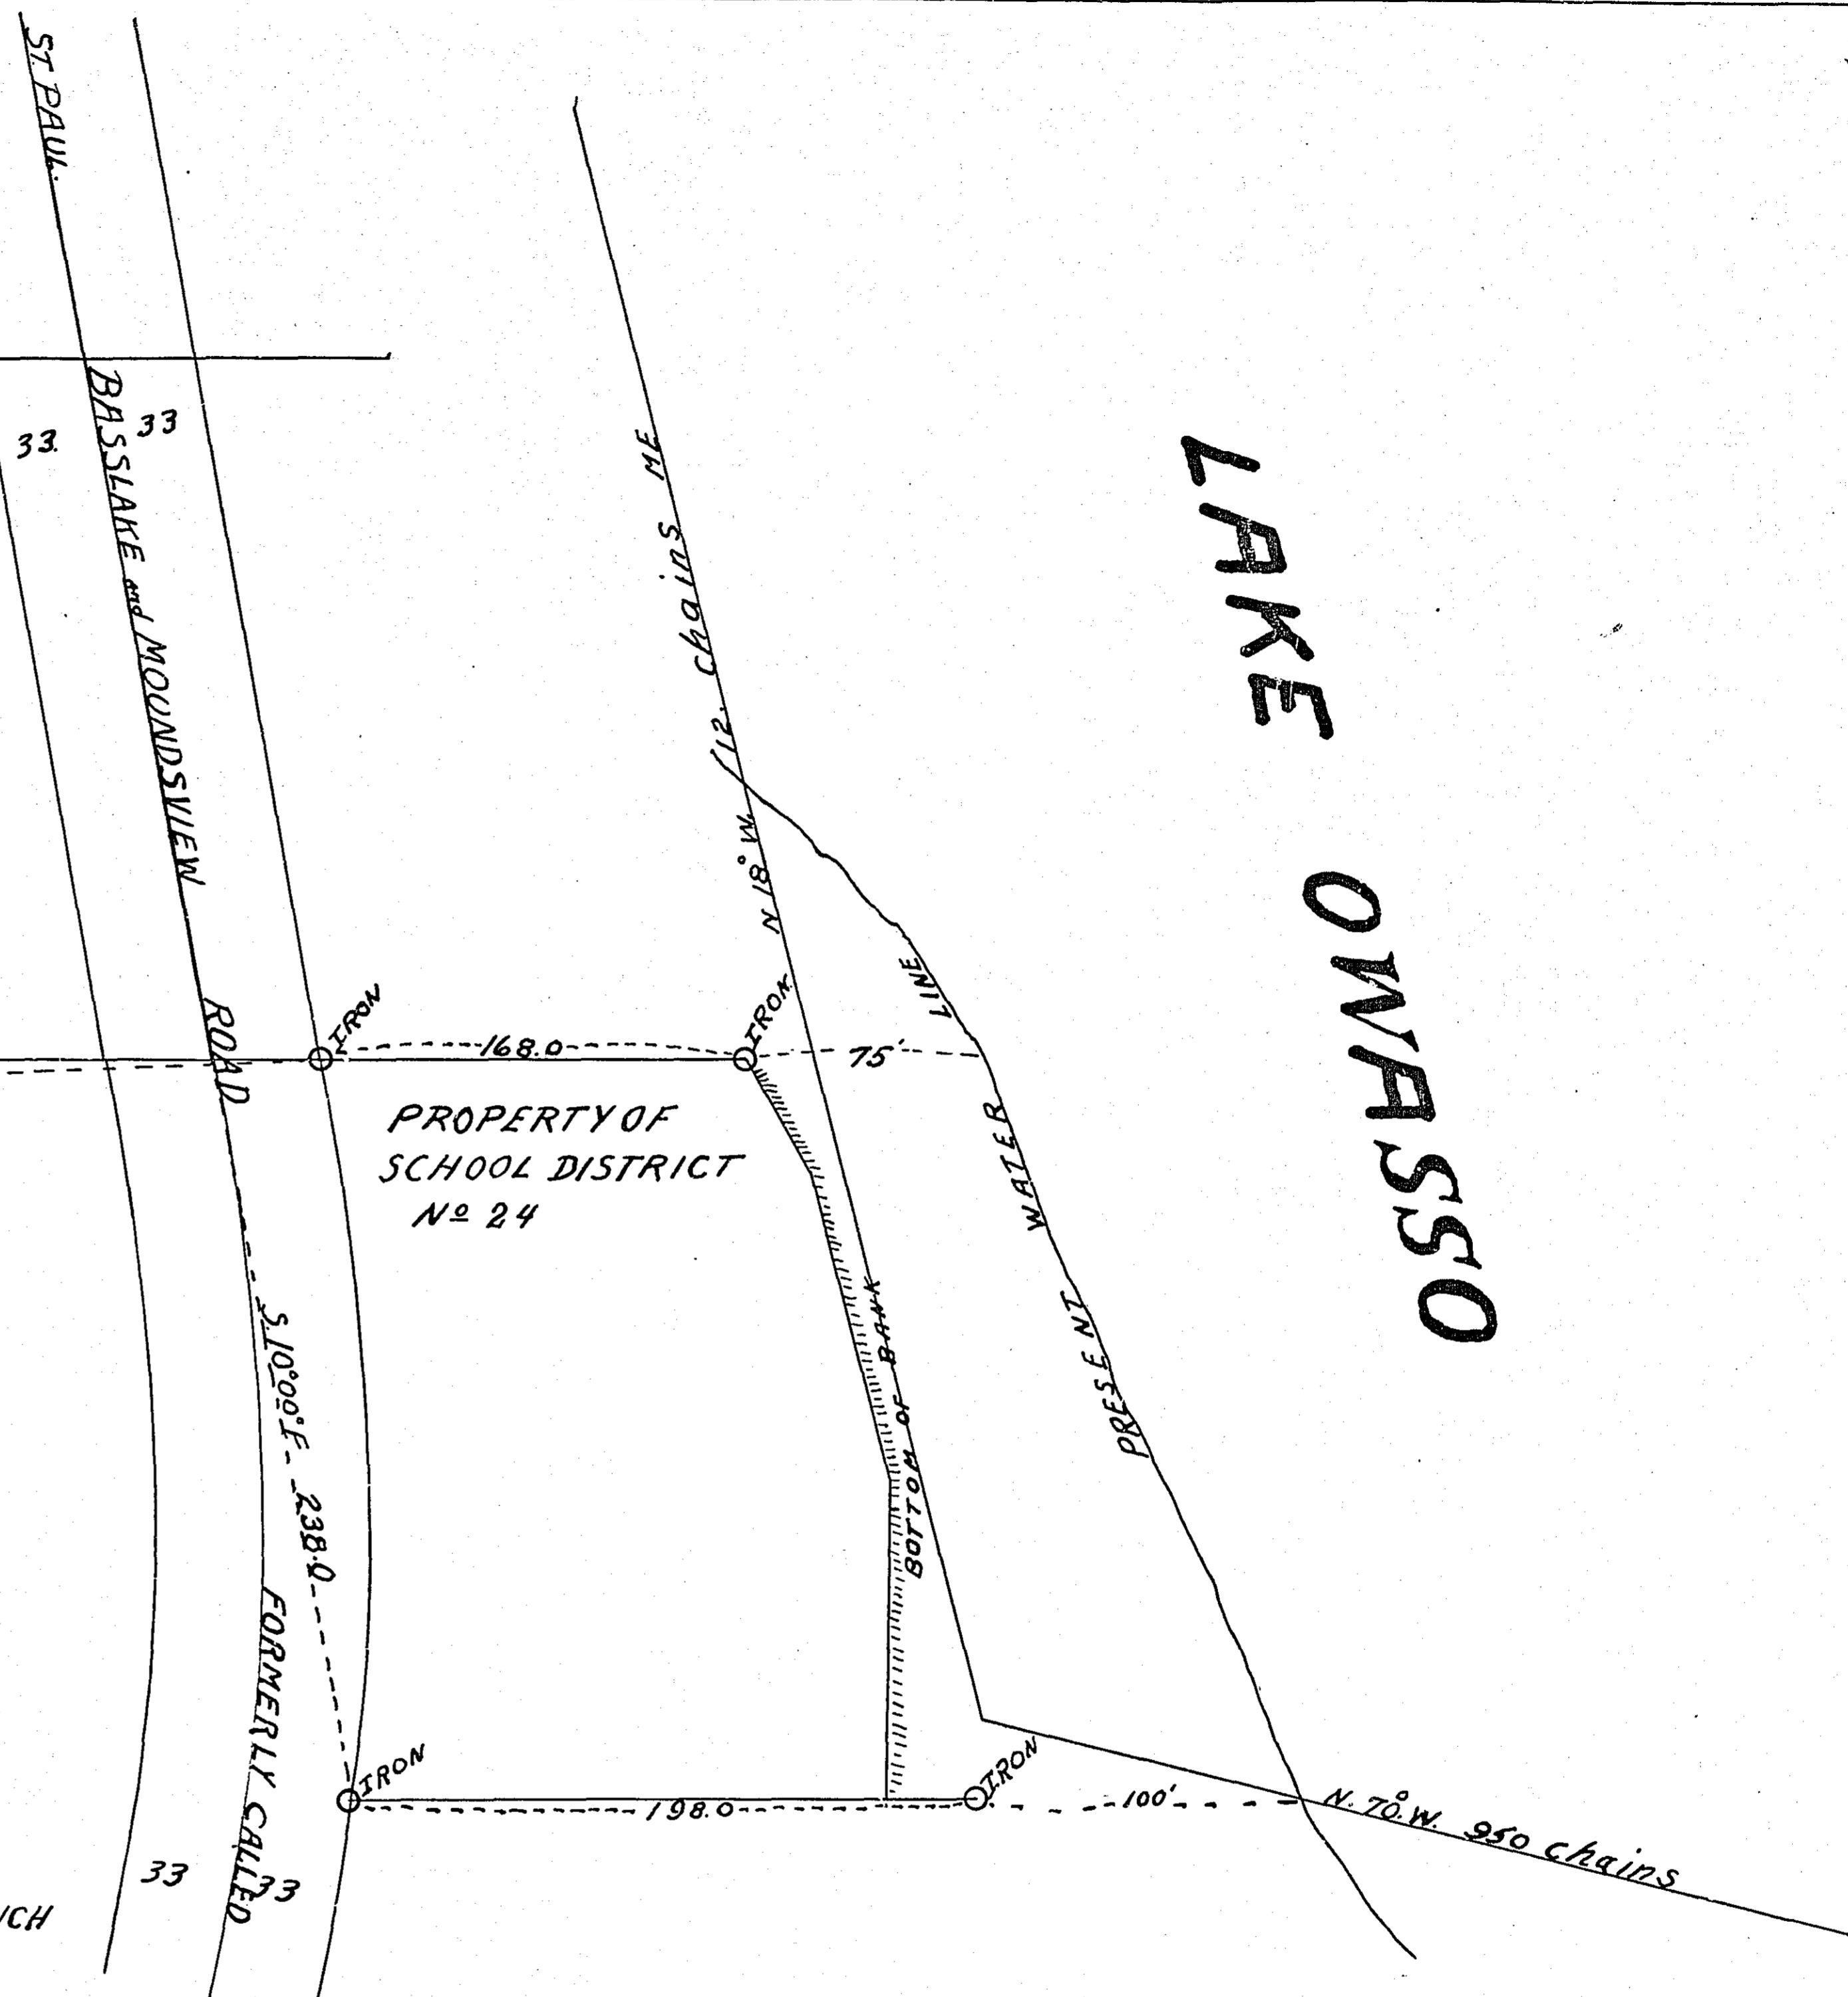 ST. PAUL.
BASSLAKE and MOUNDSVIEW ROAD
33.
33
ME
12. chains
N 18° W.
LAKE OWASSO
IRON
168.0
IRON
75'
PROPERTY OF
SCHOOL DISTRICT
Nº 24
PRESENT WATER LINE
BOTTOM OF BANK
S. 10°00' E. 238.0
FORMERLY CALLED
IRON
198.0
IRON
100'
N. 70° W. 950 chains
33
33